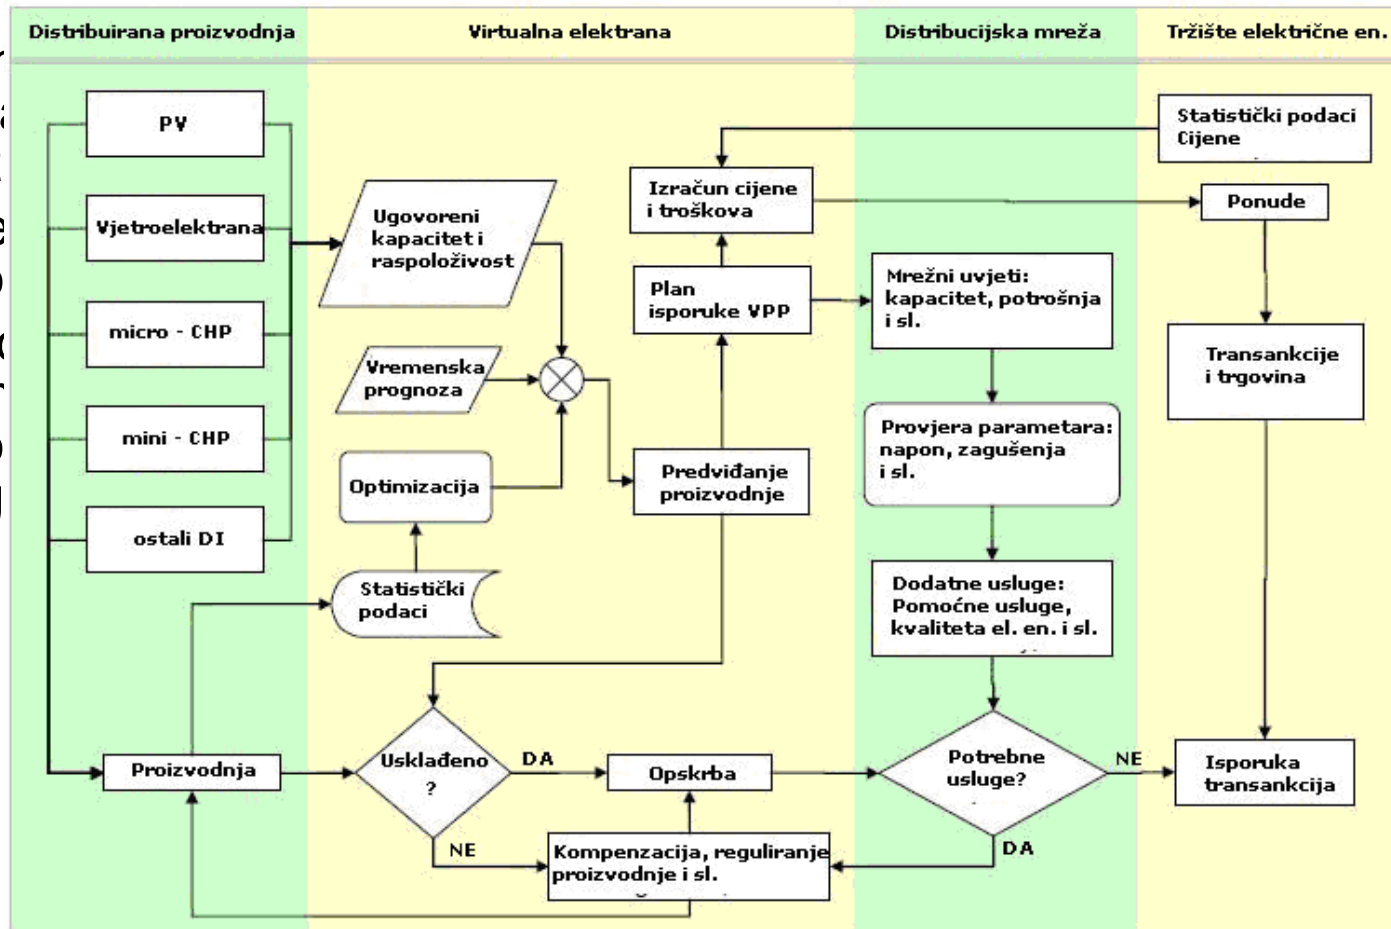 Distribuirana proizvodnja
Virtualna elektrana
Distribucijska mreža
Tržište električne en.
PV
Vjetroelektrana
micro - CHP
mini - CHP
ostali DI
Proizvodnja
Ugovoreni
kapacitet i
raspoloživost
Vremenska
prognoza
Optimizacija
Statistički
podaci
Izračun cijene
i troškova
Plan
isporuke VPP
Predviđanje
proizvodnje
Usklađeno
?
DA
NE
Opskrba
Kompenzacija, reguliranje
proizvodnje i sl.
Mrežni uvjeti:
kapacitet, potrošnja
i sl.
Provjera parametara:
napon, zagušenja
i sl.
Dodatne usluge:
Pomoćne usluge,
kvaliteta el. en. i sl.
Potrebne
usluge?
NE
DA
Statistički podaci
Cijene
Ponude
Transankcije
i trgovina
Isporuka
transankcija